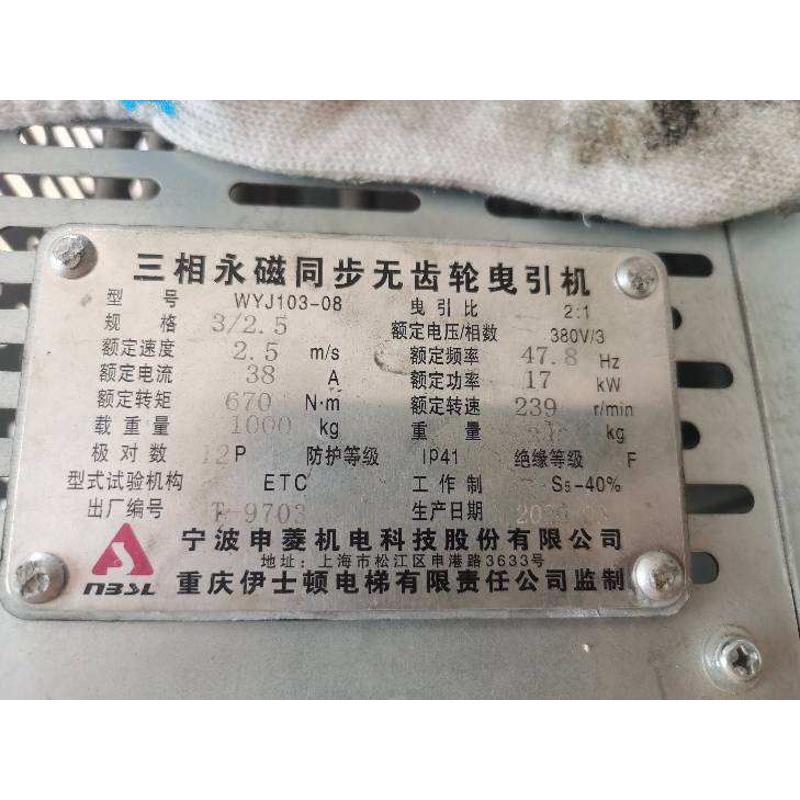 三相永磁同步无齿轮曳引机
型 号 WYJ103-08 曳引比 2:1
规 格 3/2.5 额定电压/相数 380V/3
额定速度 2.5 m/s 额定频率 47.8 Hz
额定电流 38 A 额定功率 17 kW
额定转矩 670 N·m 额定转速 239 r/min
载重量 1000 kg 重 量 kg
极对数 12P 防护等级 IP41 绝缘等级 F
型式试验机构 ETC 工作制 S5-40%
出厂编号 生产日期
宁波申菱机电科技股份有限公司
地址：上海市松江区申港路3633号
NBSL 重庆伊士顿电梯有限责任公司监制